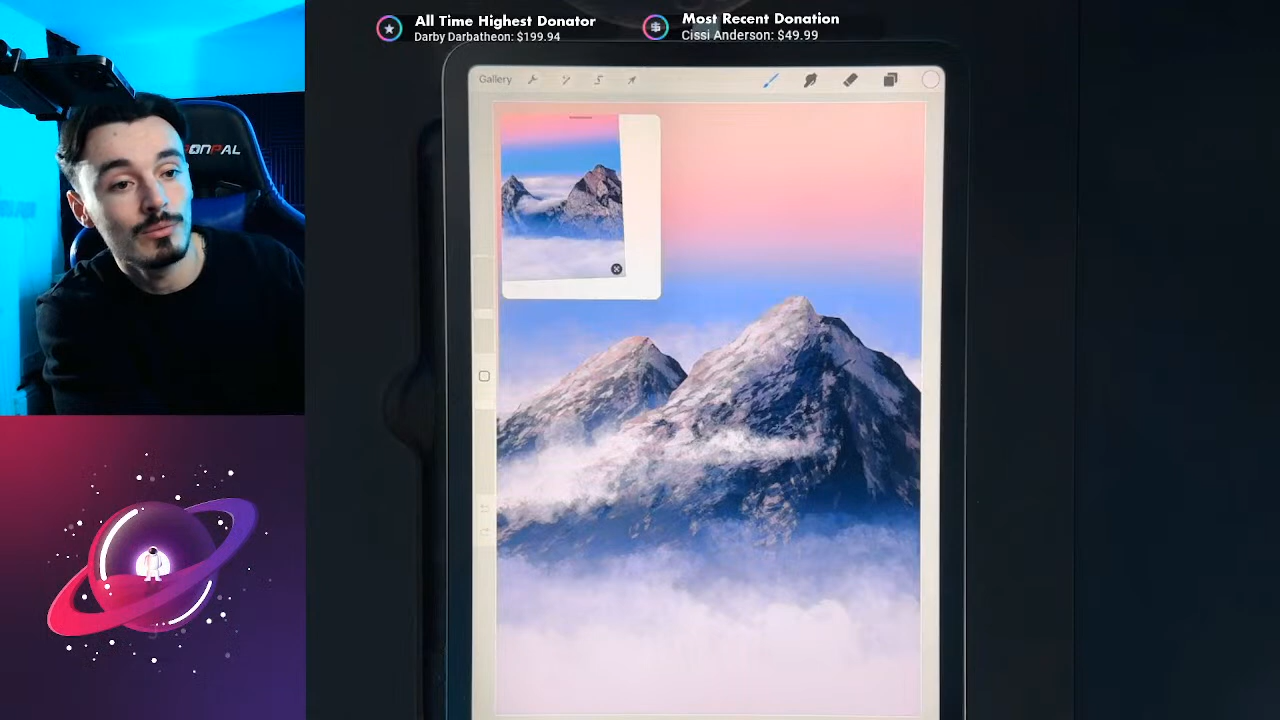 All Time Highest Donator
Darby Darbatheon: $199.94
Most Recent Donation
Cissi Anderson: $49.99
Gallery